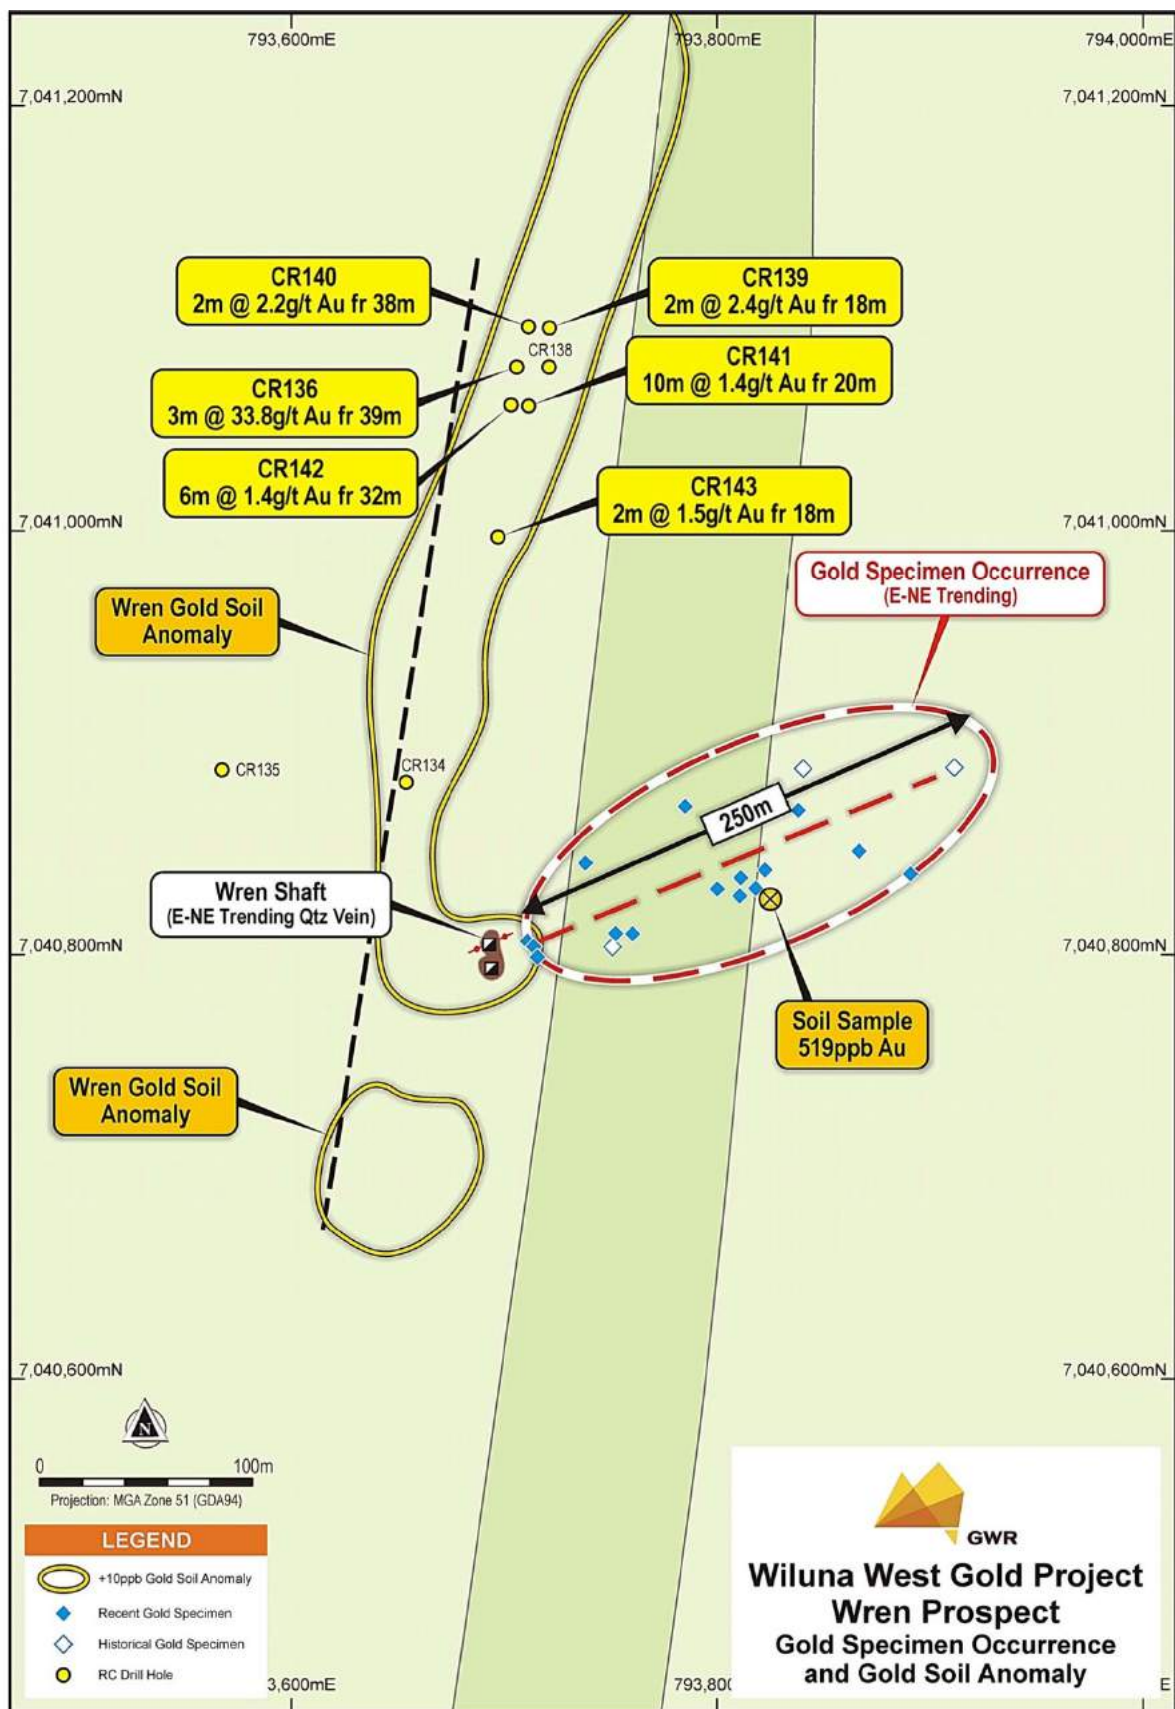 793,600mE
793,800mE
994,000mE
7,041,200mN
7,041,200mN
CR140
2m @ 2.2g/t Au fr 38m
CR139
2m @ 2.4g/t Au fr 18m
CR138
CR136
3m @ 33.8g/t Au fr 39m
CR141
10m @ 1.4g/t Au fr 20m
CR142
6m @ 1.4g/t Au fr 32m
CR143
2m @ 1.5g/t Au fr 18m
7,041,000mN
7,041,000mN
Gold Specimen Occurrence
(E-NE Trending)
Wren Gold Soil
Anomaly
CR135
CR134
250m
Wren Shaft
(E-NE Trending Qtz Vein)
7,040,800mN
7,040,800mN
Soil Sample
519ppb Au
Wren Gold Soil
Anomaly
7,040,600mN
7,040,600mN
N
0 100m
Projection: MGA Zone 51 (GDA94)
LEGEND
+10ppb Gold Soil Anomaly
Recent Gold Specimen
Historical Gold Specimen
RC Drill Hole
GWR
Wiluna West Gold Project
Wren Prospect
Gold Specimen Occurrence
and Gold Soil Anomaly
3,600mE
793,80
E